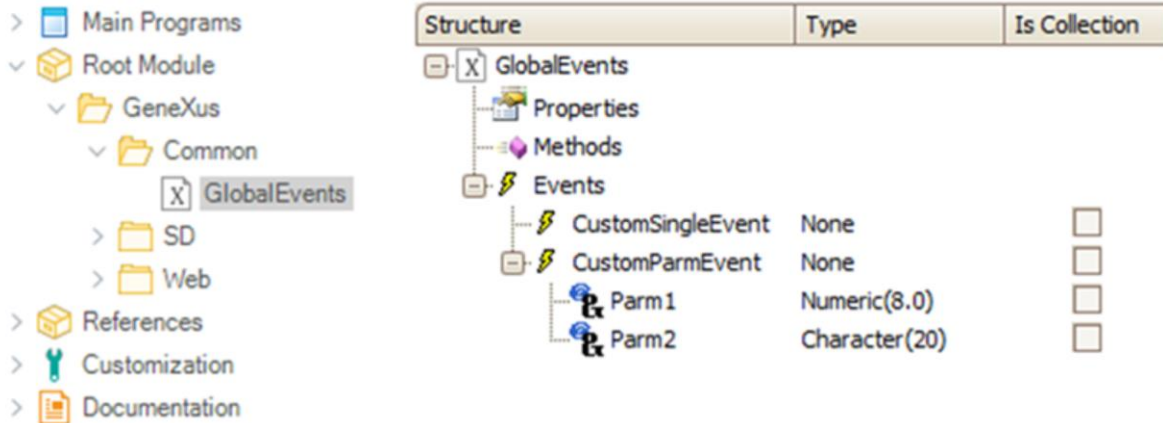 Main Programs
Root Module
GeneXus
Common
GlobalEvents
SD
Web
References
Customization
Documentation
Structure Type Is Collection
GlobalEvents
Properties
Methods
Events
CustomSingleEvent None
CustomParmEvent None
Parm1 Numeric(8.0)
Parm2 Character(20)